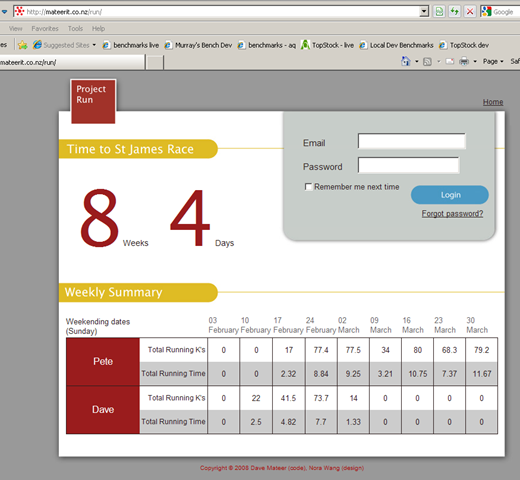 http://mateerit.co.nz/run/
Google
View Favorites Tools Help
es Suggested Sites benchmarks live Murray's Bench Dev benchmarks - aq TopStock - live Local Dev Benchmarks TopStock dev
mateerit.co.nz/run/
Page Saf
Project
Run
Home
Time to St James Race
Email
Password
Remember me next time
Login
Forgot password?
8 Weeks 4 Days
Weekly Summary
Weekending dates
(Sunday)
03 10 17 24 02 09 16 23 30
February February February February March March March March March
Pete
Total Running K's 0 0 17 77.4 77.5 34 80 68.3 79.2
Total Running Time 0 0 2.32 8.84 9.25 3.21 10.75 7.37 11.67
Dave
Total Running K's 0 22 41.5 73.7 14 0 0 0 0
Total Running Time 0 2.5 4.82 7.7 1.33 0 0 0 0
Copyright © 2008 Dave Mateer (code), Nora Wang (design)